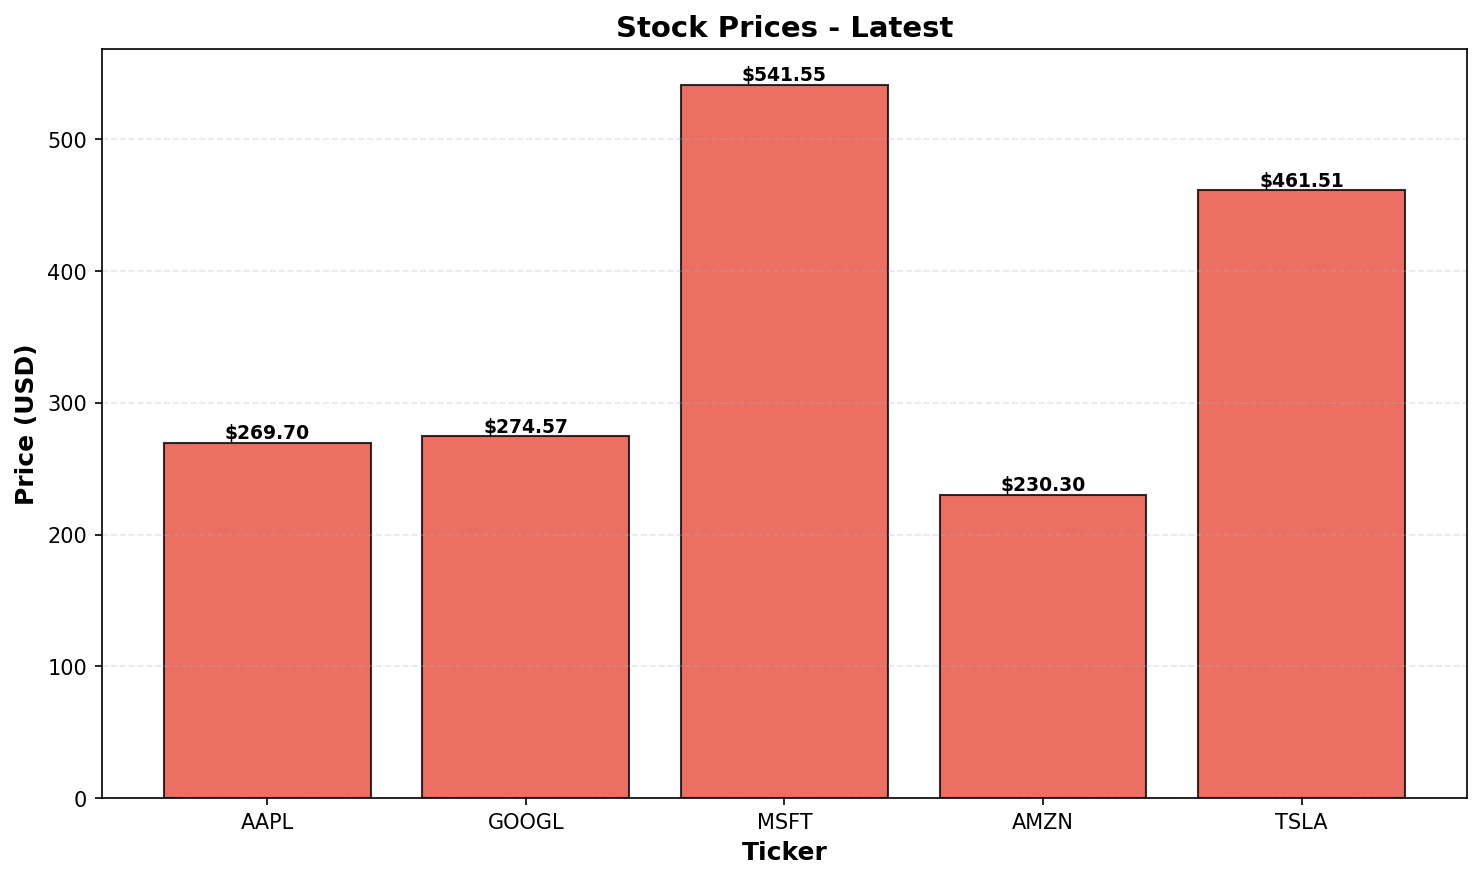 Stock Prices - Latest
Price (USD)
500
400
300
200
100
0
$269.70
$274.57
$541.55
$230.30
$461.51
AAPL
GOOGL
MSFT
AMZN
TSLA
Ticker